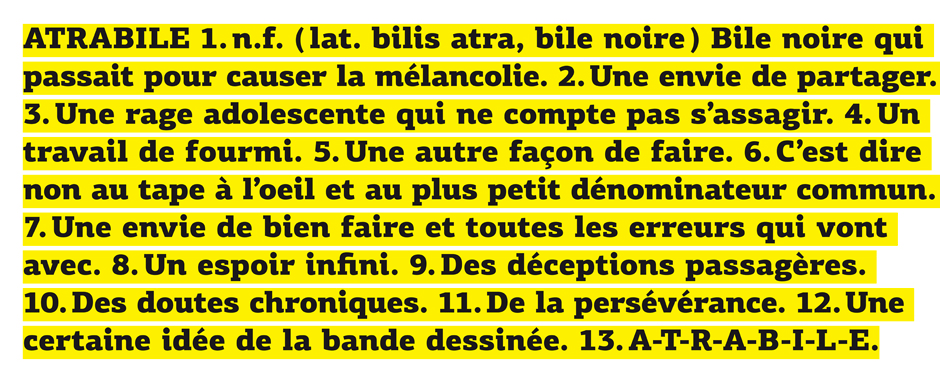 ATRABILE 1. n.f. (lat. bilis atra, bile noire) Bile noire qui
passait pour causer la mélancolie. 2. Une envie de partager.
3. Une rage adolescente qui ne compte pas s’assagir. 4. Un
travail de fourmi. 5. Une autre façon de faire. 6. C’est dire
non au tape à l’oeil et au plus petit dénominateur commun.
7. Une envie de bien faire et toutes les erreurs qui vont
avec. 8. Un espoir infini. 9. Des déceptions passagères.
10. Des doutes chroniques. 11. De la persévérance. 12. Une
certaine idée de la bande dessinée. 13. A-T-R-A-B-I-L-E.